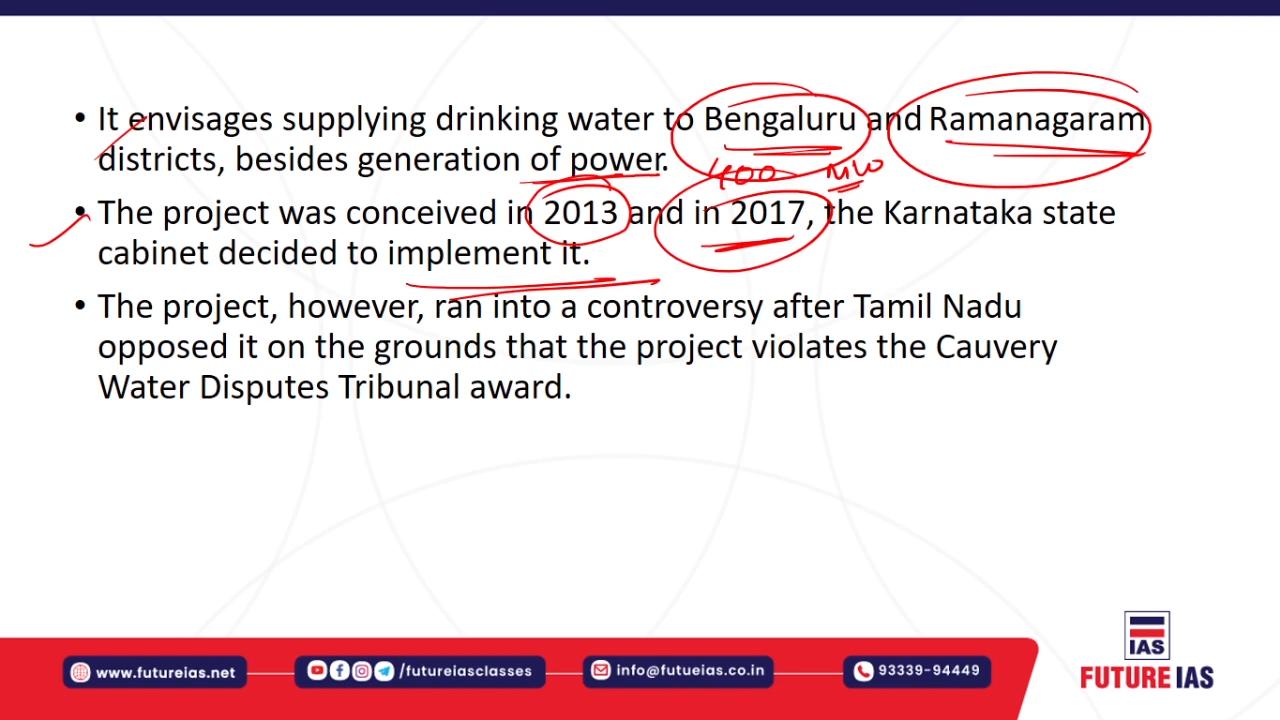 • It envisages supplying drinking water to Bengaluru and Ramanagaram
districts, besides generation of power.
400 MW
• The project was conceived in 2013 and in 2017, the Karnataka state
cabinet decided to implement it.
• The project, however, ran into a controversy after Tamil Nadu
opposed it on the grounds that the project violates the Cauvery
Water Disputes Tribunal award.
IAS
FUTURE IAS
www.futureias.net
/futureiasclasses
info@futueias.co.in
93339-94449